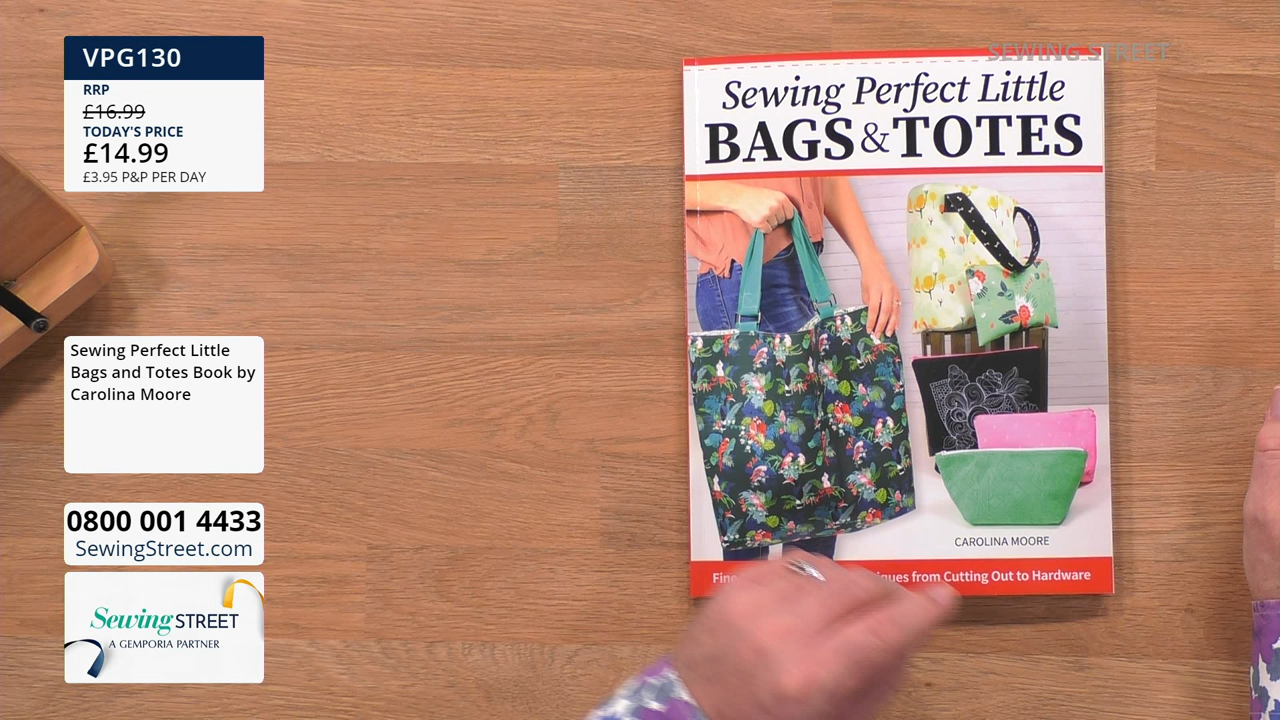 VPG130
RRP
£16.99
TODAY'S PRICE
£14.99
£3.95 P&P PER DAY
Sewing Perfect Little
Bags and Totes Book by
Carolina Moore
0800 001 4433
SewingStreet.com
Sewing STREET
A GEMPORIA PARTNER
SEWING STREET
Sewing Perfect Little
BAGS & TOTES
CAROLINA MOORE
from Cutting Out to Hardware